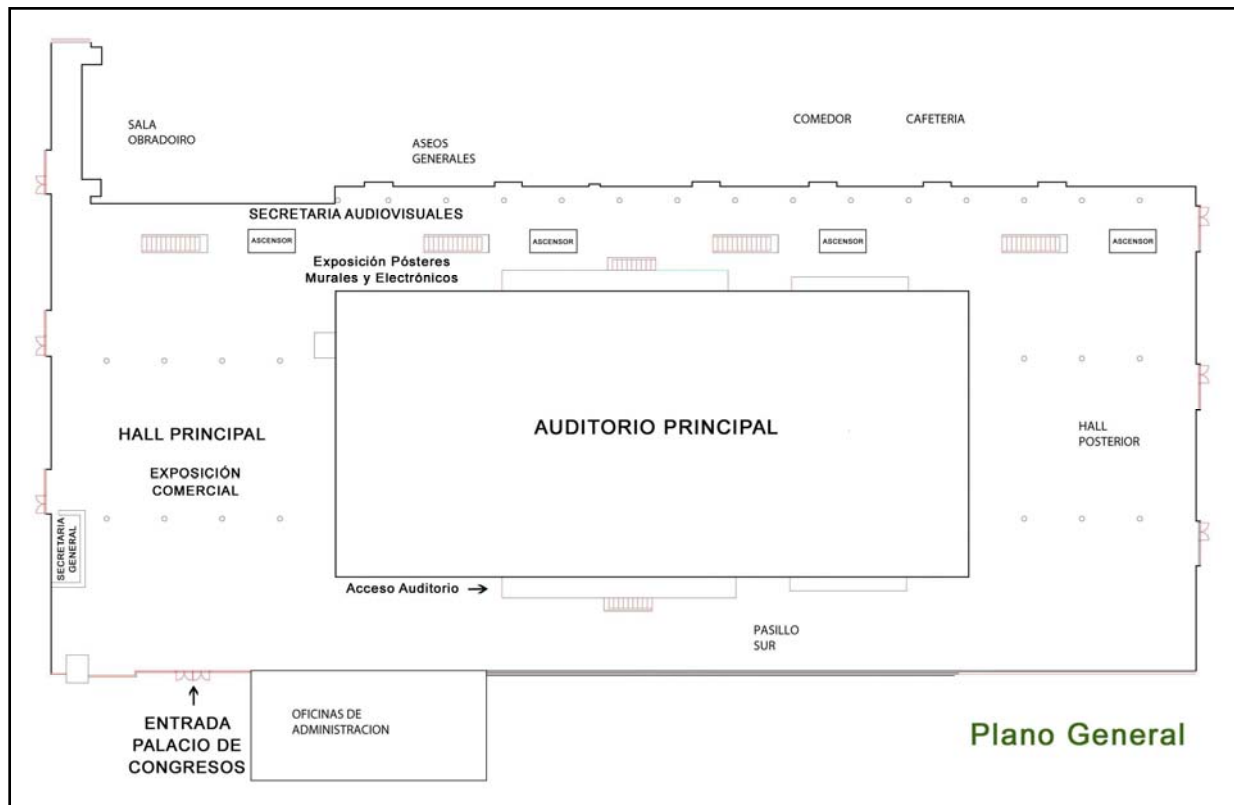 SALA
OBRADOIRO
ASEOS
GENERALES
COMEDOR
CAFETERIA
SECRETARIA AUDIOVISUALES
ASCENSOR
ASCENSOR
ASCENSOR
ASCENSOR
Exposición Pósteres
Murales y Electrónicos
HALL PRINCIPAL
EXPOSICIÓN
COMERCIAL
AUDITORIO PRINCIPAL
HALL
POSTERIOR
SECRETARIA
GENERAL
Acceso Auditorio →
PASILLO
SUR
ENTRADA
PALACIO DE
CONGRESOS
OFICINAS DE
ADMINISTRACION
Plano General